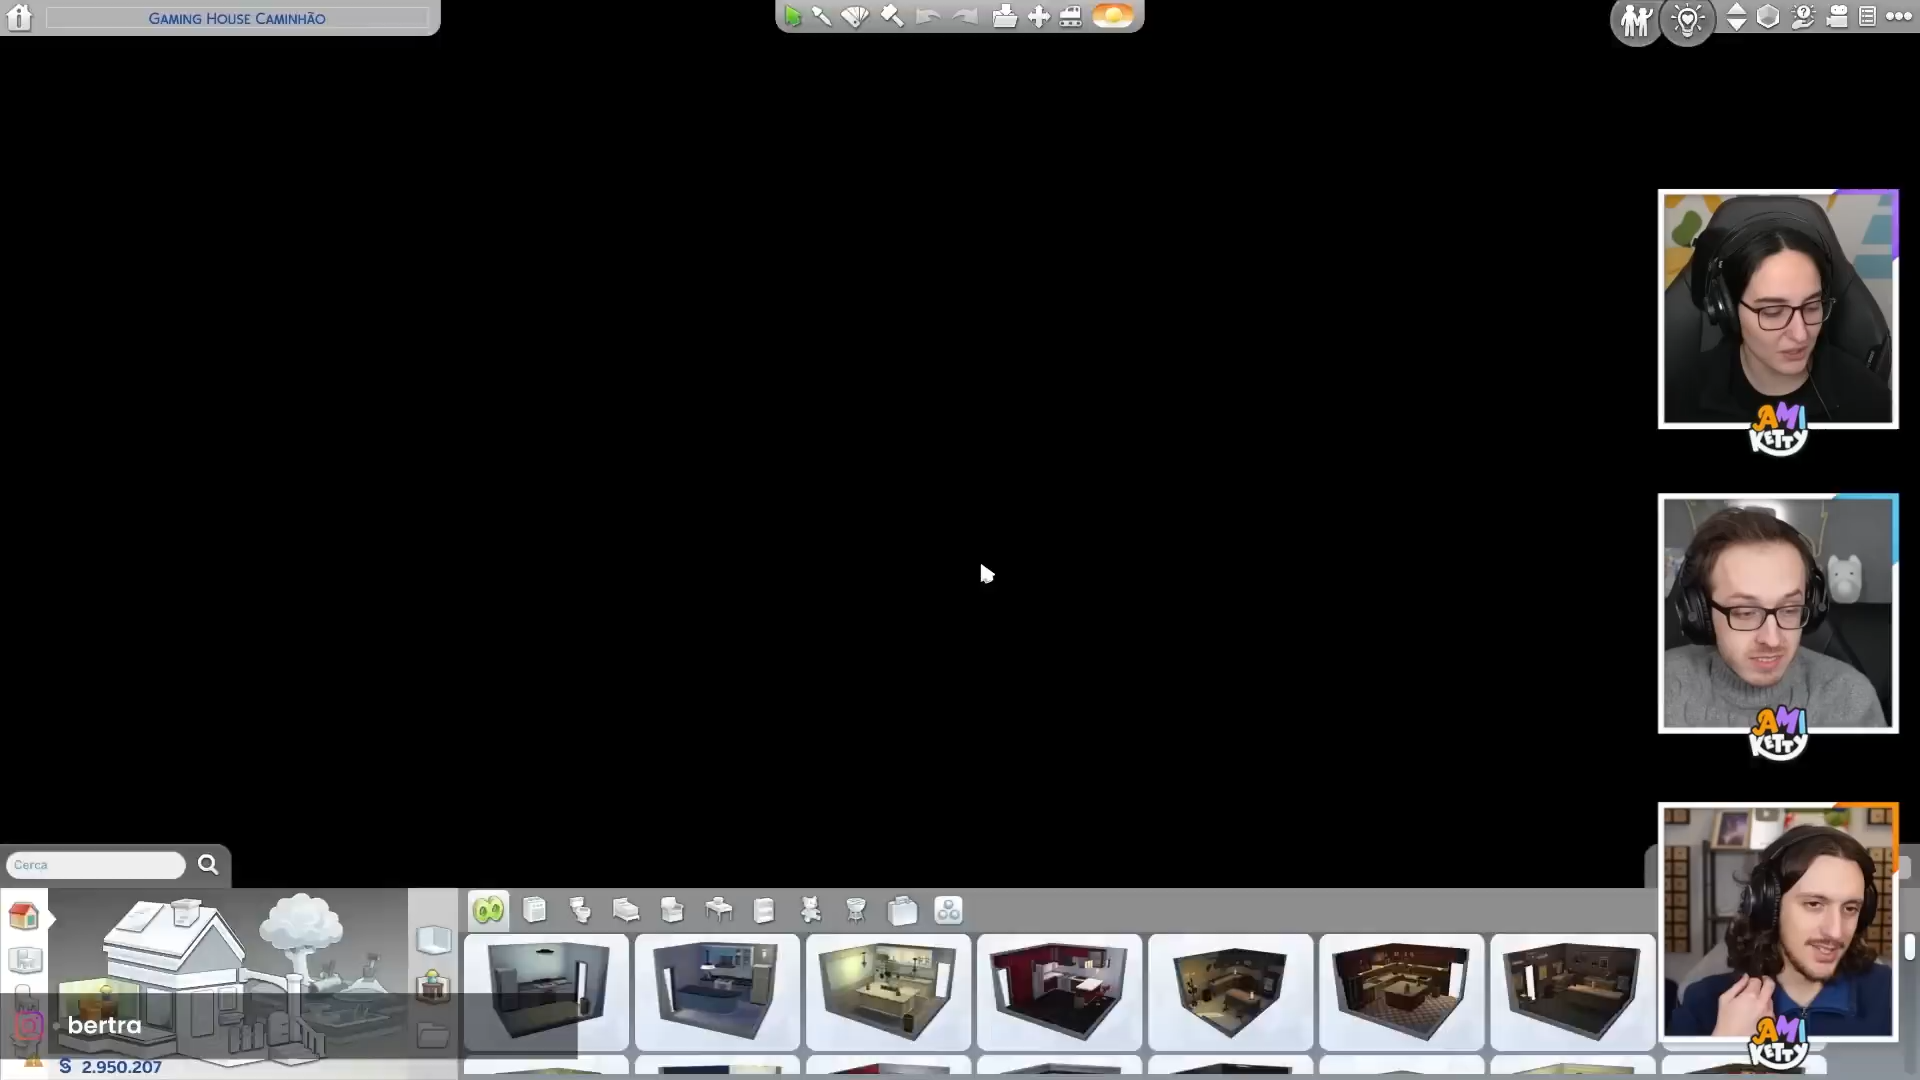 Gaming House Caminhão
AMI
KETTY
AMI
KETTY
Cerca
bertra
§ 2.950.207
AMI
KETTY